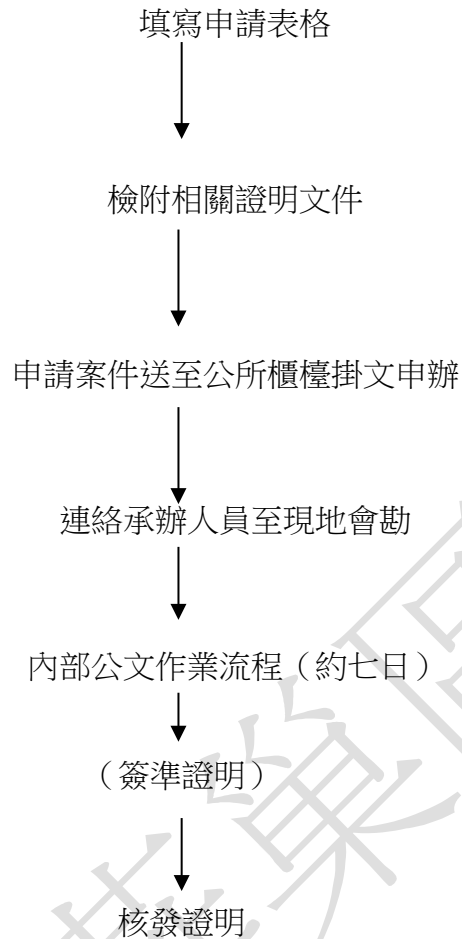 填寫申請表格
檢附相關證明文件
申請案件送至公所櫃檯掛文申辦
連絡承辦人員至現地會勘
內部公文作業流程（約七日）
（簽準證明）
核發證明